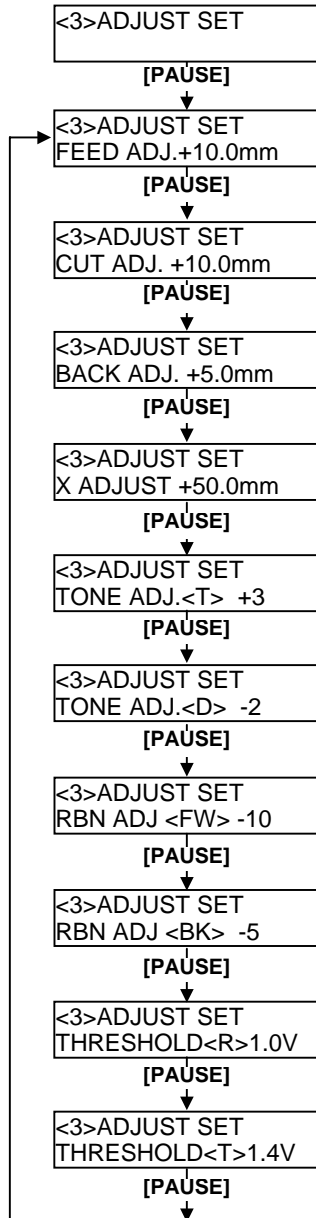 <3>ADJUST SET
[PAUSE]
<3>ADJUST SET
FEED ADJ.+10.0mm
[PAUSE]
<3>ADJUST SET
CUT ADJ. +10.0mm
[PAUSE]
<3>ADJUST SET
BACK ADJ. +5.0mm
[PAUSE]
<3>ADJUST SET
X ADJUST +50.0mm
[PAUSE]
<3>ADJUST SET
TONE ADJ.<T> +3
[PAUSE]
<3>ADJUST SET
TONE ADJ.<D> -2
[PAUSE]
<3>ADJUST SET
RBN ADJ <FW> -10
[PAUSE]
<3>ADJUST SET
RBN ADJ <BK> -5
[PAUSE]
<3>ADJUST SET
THRESHOLD<R>1.0V
[PAUSE]
<3>ADJUST SET
THRESHOLD<T>1.4V
[PAUSE]